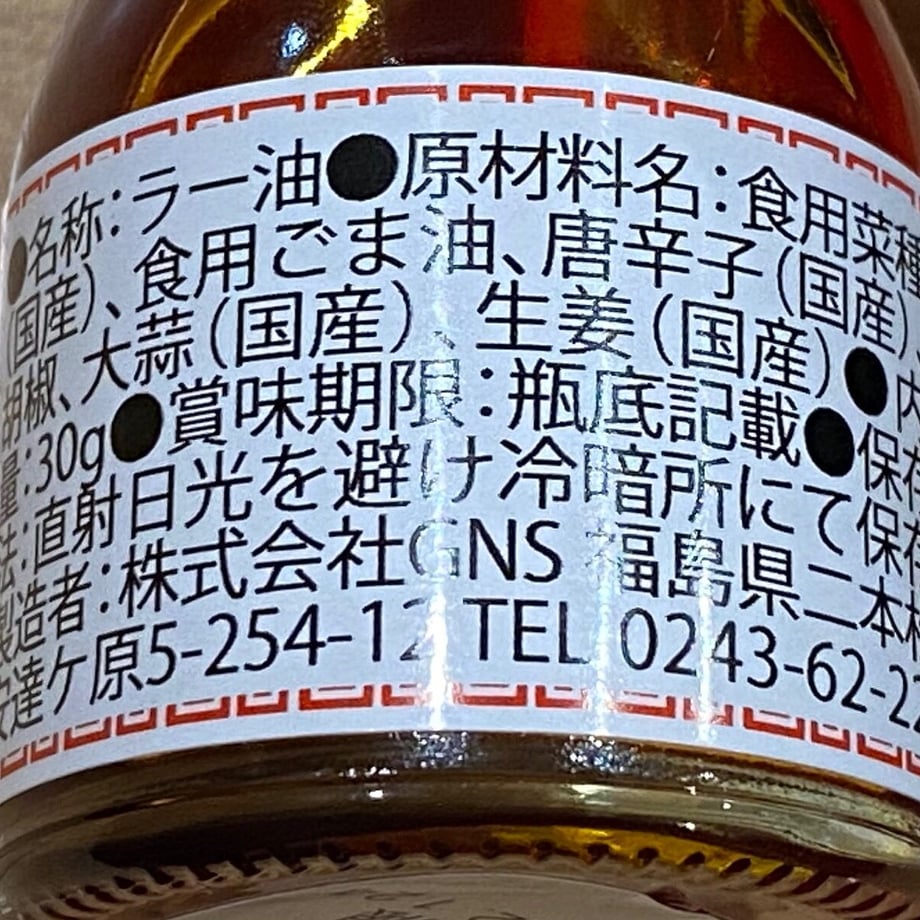 ●名称：ラー油●原材料名：食用菜種
(国産)、食用ごま油、唐辛子(国産)
胡椒、大蒜(国産)、生姜(国産)●内
量：30g●賞味期限：瓶底記載●保存
法：直射日光を避け冷暗所にて保存
製造者：株式会社GNS 福島県二本松
安達ケ原5-254-12 TEL 0243-62-2